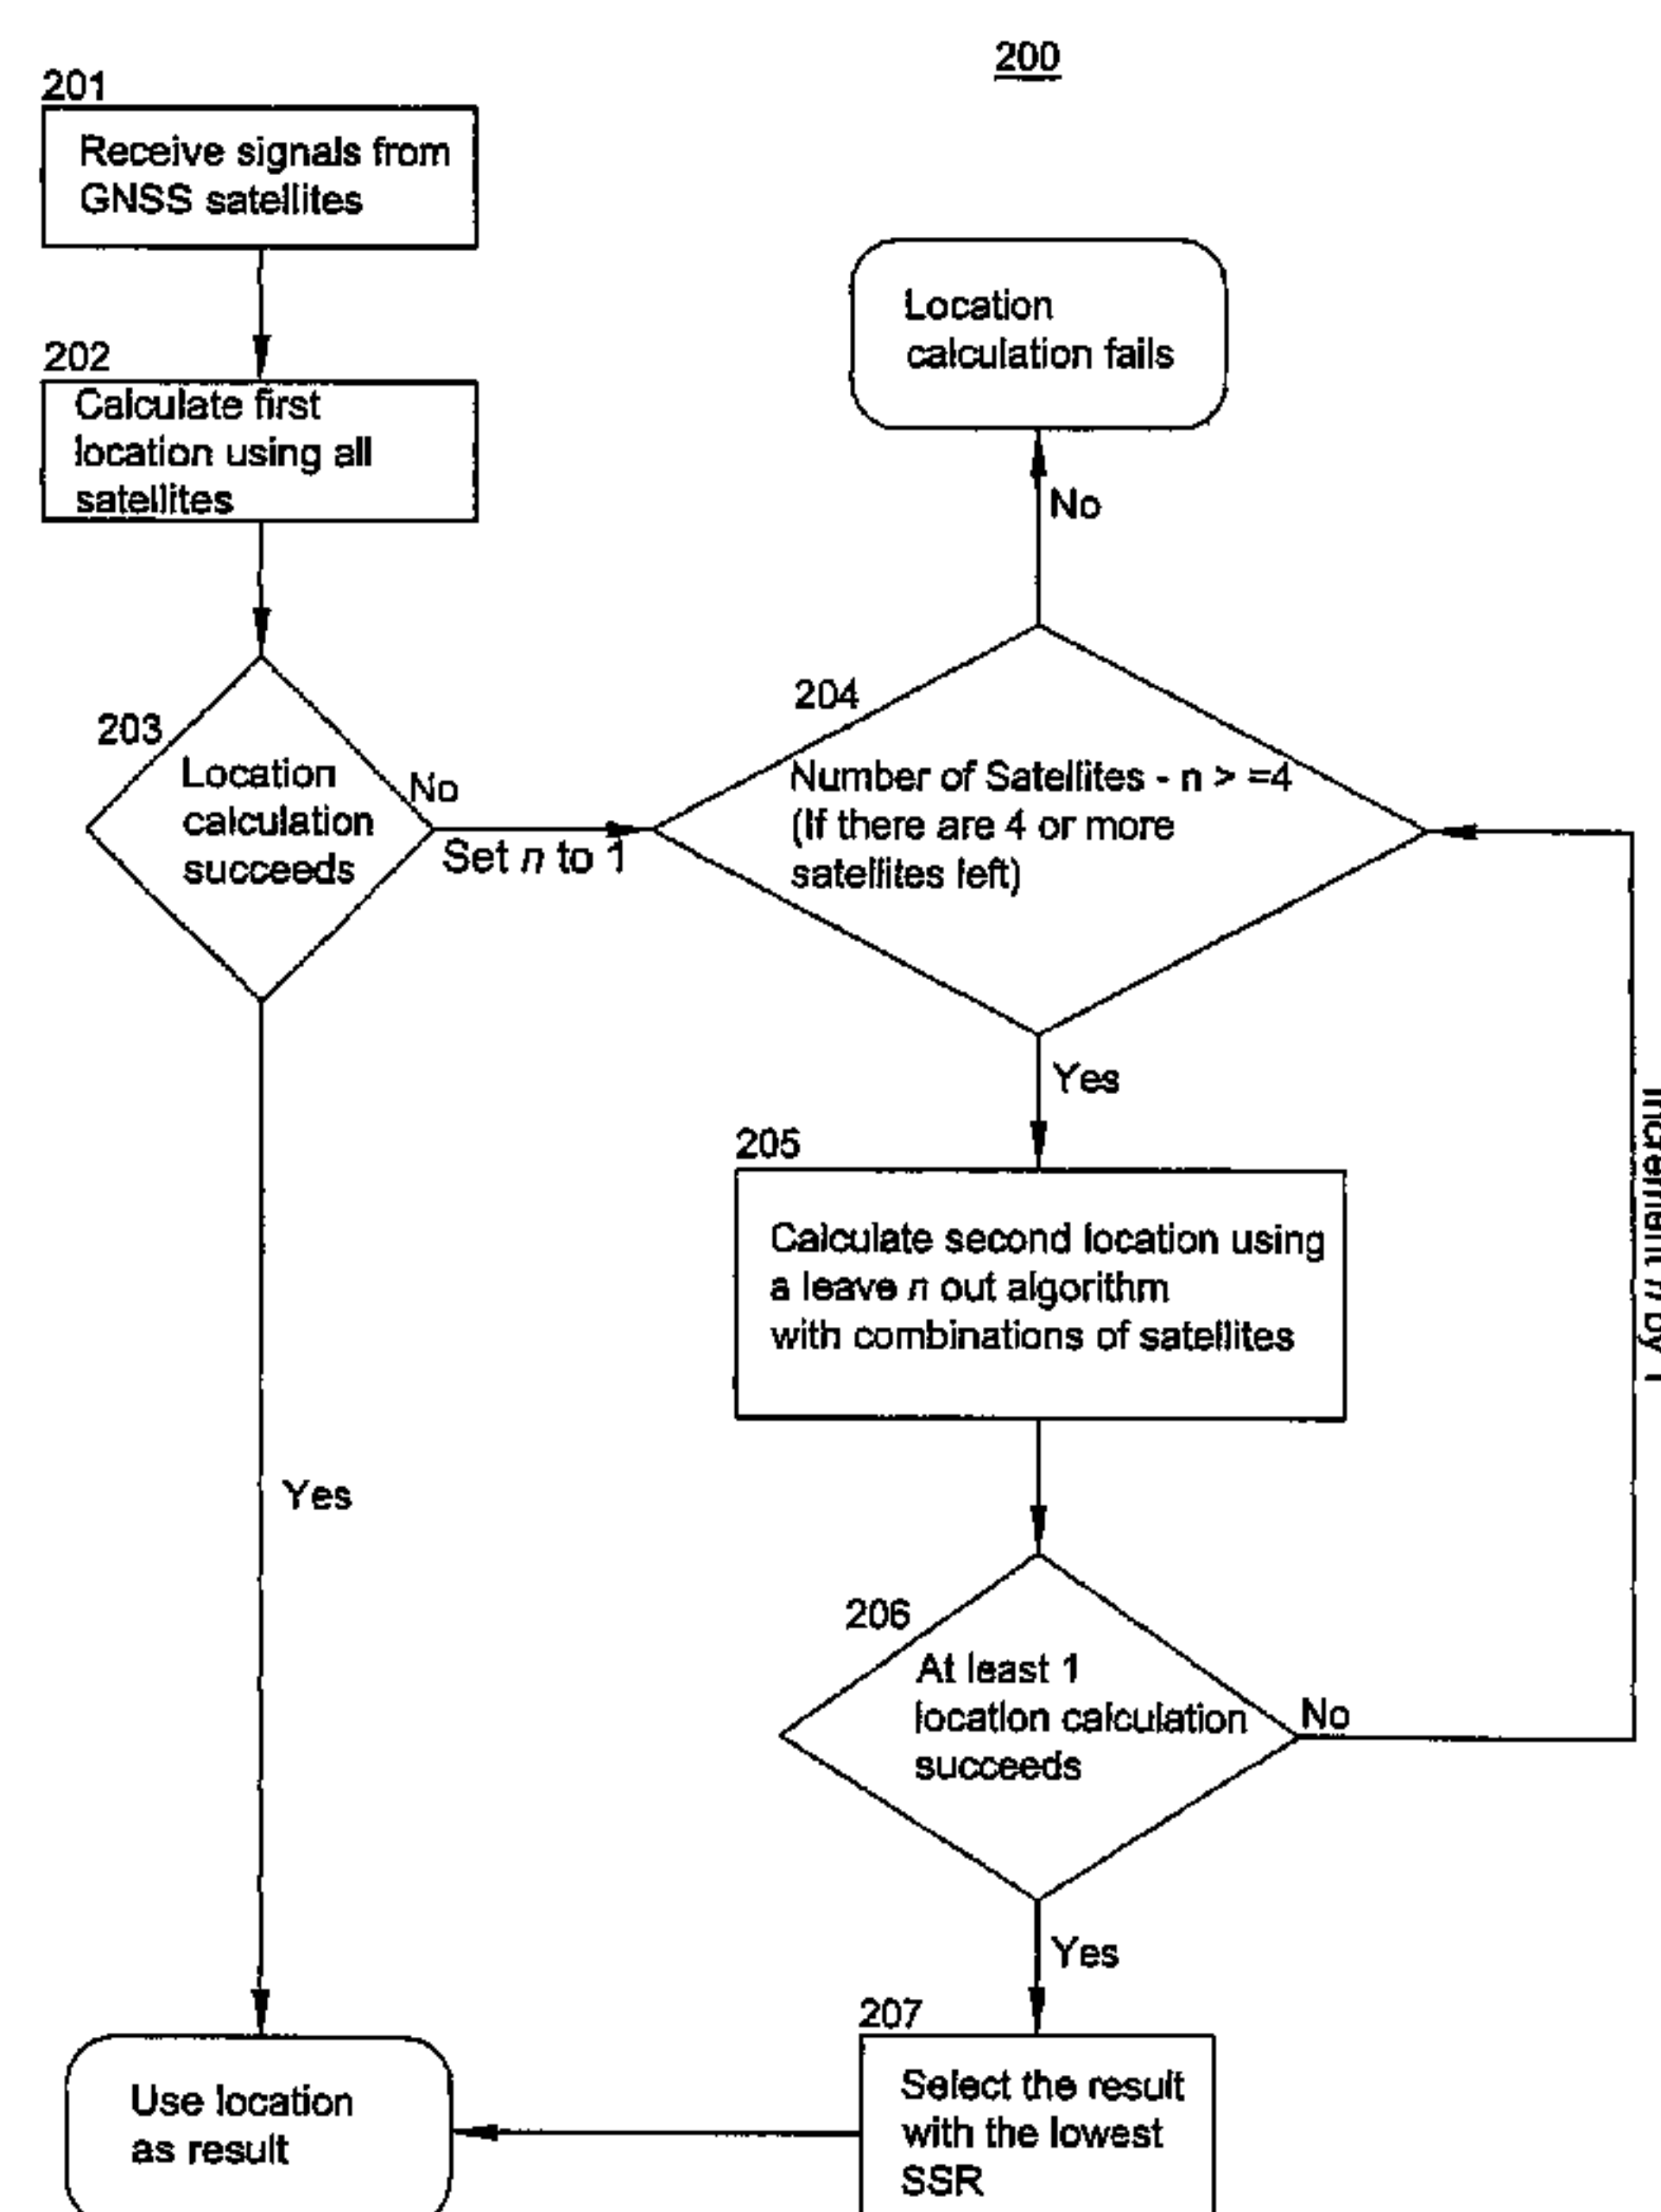 200
201
Receive signals from
GNSS satellites
202
Calculate first
location using all
satellites
203
Location
calculation
succeeds
No
Set n to 1
Yes
Location
calculation fails
No
204
Number of Satellites - n > =4
(If there are 4 or more
satellites left)
Yes
205
Calculate second location using
a leave n out algorithm
with combinations of satellites
206
At least 1
location calculation
succeeds
No
Increment n by 1
Yes
207
Select the result
with the lowest
SSR
Use location
as result